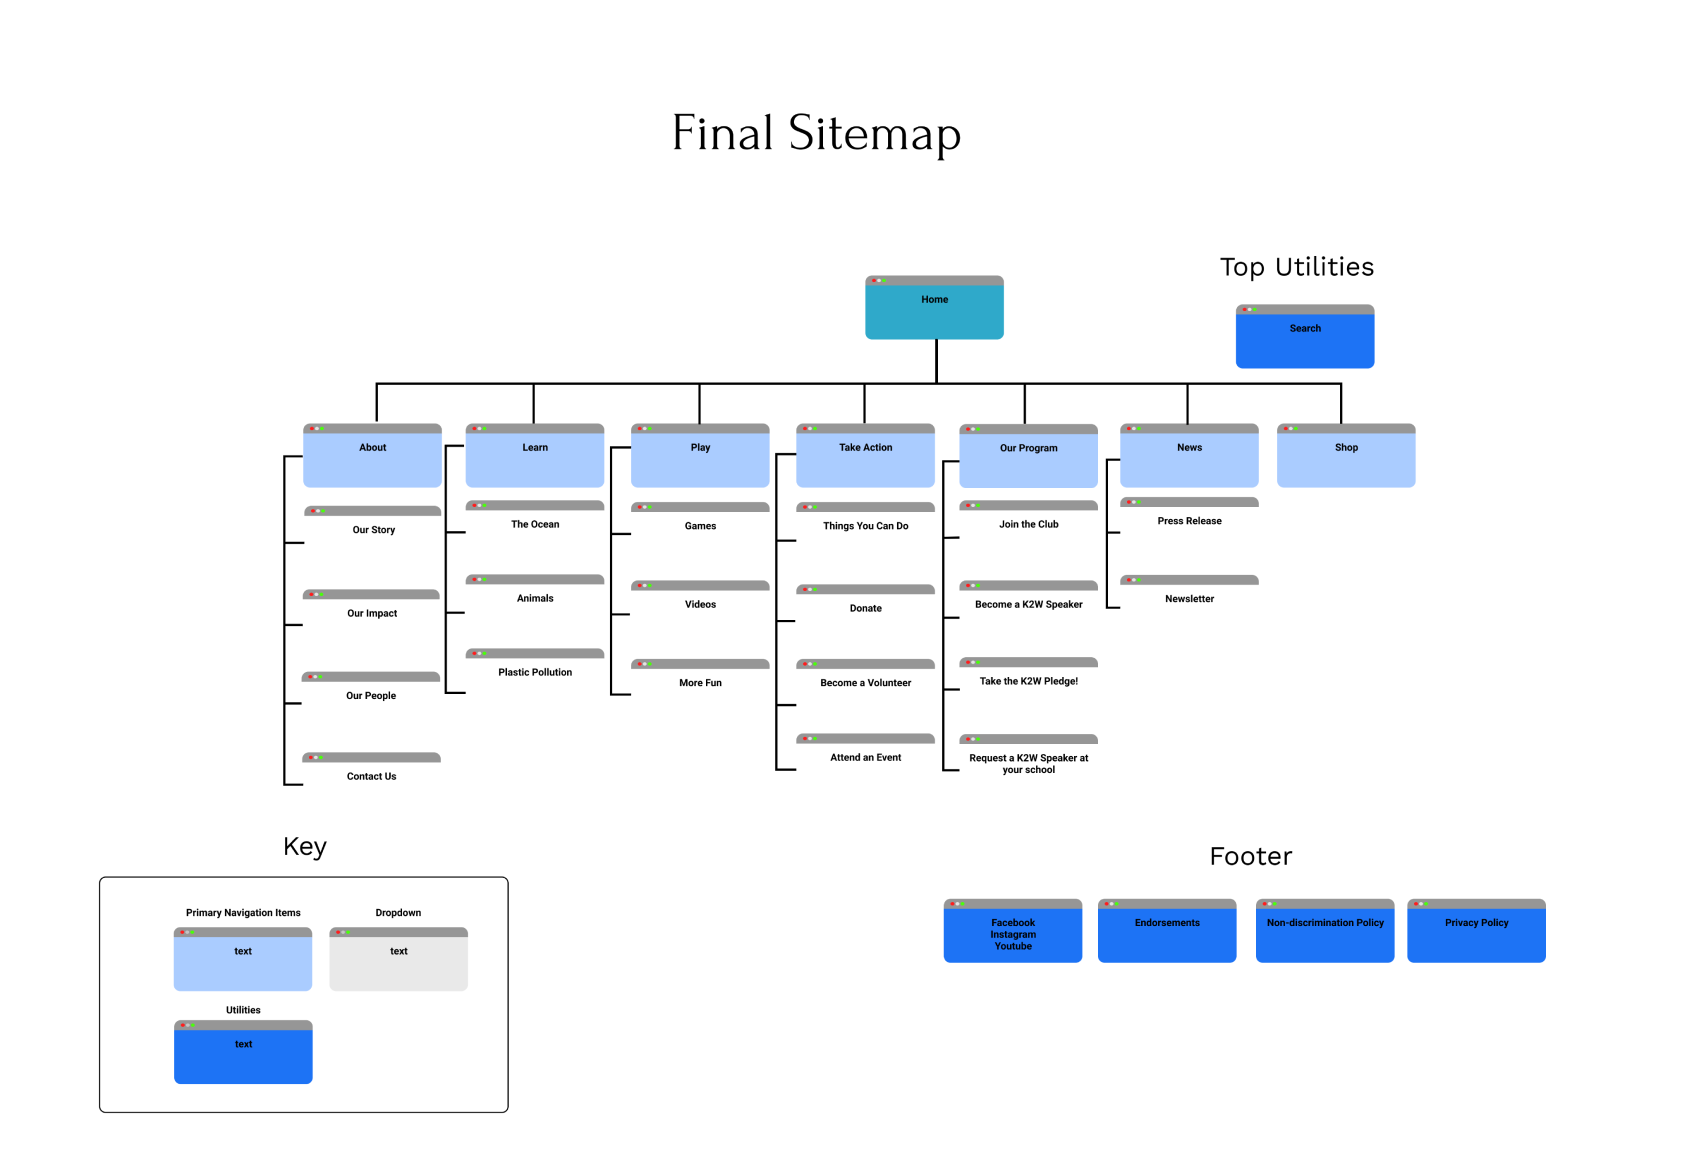 Final Sitemap
Top Utilities
Home
Search
About
Learn
Play
Take Action
Our Program
News
Shop
Our Story
Our Impact
Our People
Contact Us
The Ocean
Animals
Plastic Pollution
Games
Videos
More Fun
Things You Can Do
Donate
Become a Volunteer
Attend an Event
Join the Club
Become a K2W Speaker
Take the K2W Pledge!
Request a K2W Speaker at
your school
Press Release
Newsletter
Key
Primary Navigation Items
text
Dropdown
text
Utilities
text
Footer
Facebook
Instagram
Youtube
Endorsements
Non-discrimination Policy
Privacy Policy